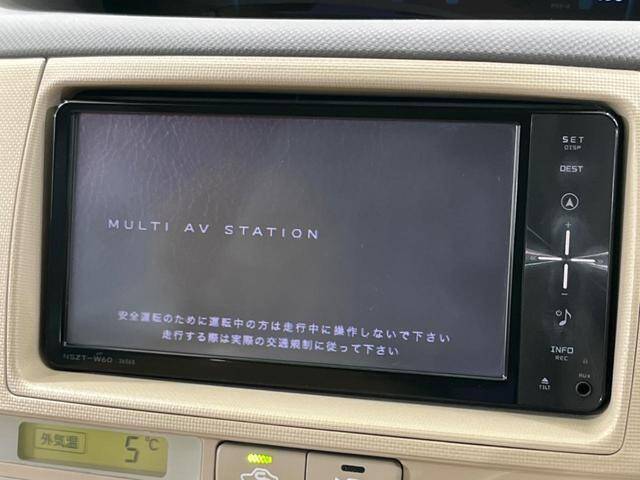 SET
DISP
DEST
MULTI AV STATION
+
-
安全運転のために運転中の方は走行中に操作しないで下さい
走行する際は実際の交通規制に従って下さい
INFO
REC
NSZT-W60
AUX
TILT
外気温 5℃